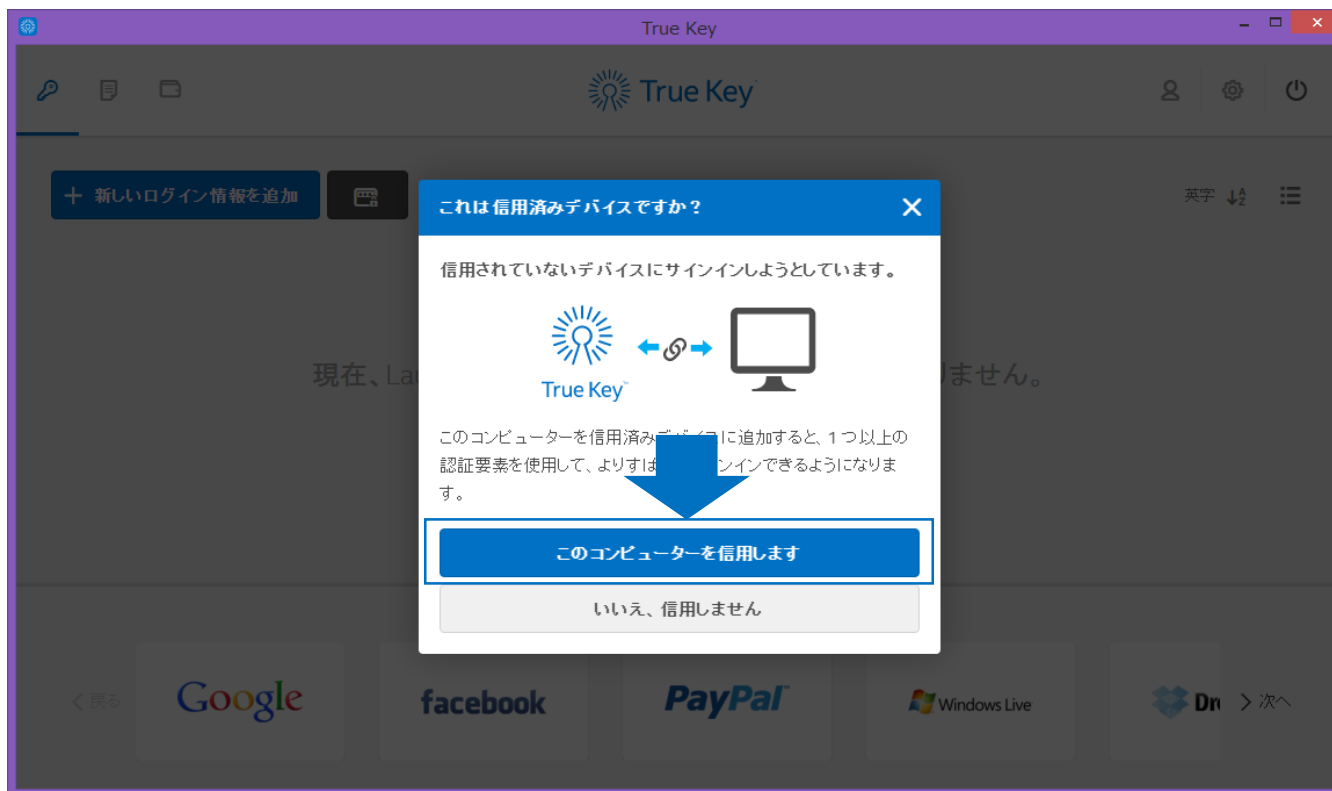 True Key
True Key
+ 新しいログイン情報を追加
英字
これは信用済みデバイスですか？
信用されていないデバイスにサインインしようとしています。
True Key™
現在、La
ません。
このコンピューターを信用済み に追加すると、1つ以上の
認証要素を使用して、よりすば ンインできるようになりま
す。
このコンピューターを信用します
いいえ、信用しません
戻る
Google
facebook
PayPal™
Windows Live
Dr
次へ